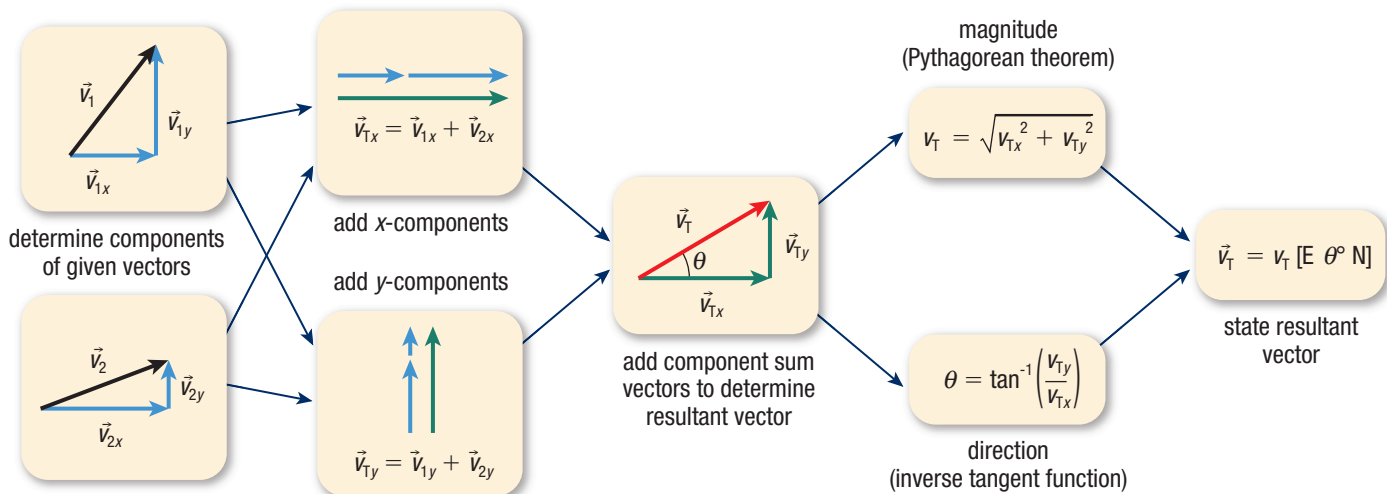 v⃗₁
v⃗₁y
v⃗₁x
determine components
of given vectors
v⃗₂
v⃗₂y
v⃗₂x
v⃗Tx = v⃗₁x + v⃗₂x
add x-components
add y-components
v⃗Ty = v⃗₁y + v⃗₂y
v⃗T
θ
v⃗Ty
v⃗Tx
add component sum
vectors to determine
resultant vector
magnitude
(Pythagorean theorem)
vT = √(vTx² + vTy²)
θ = tan⁻¹(vTy/vTx)
direction
(inverse tangent function)
v⃗T = vT [E θ° N]
state resultant
vector